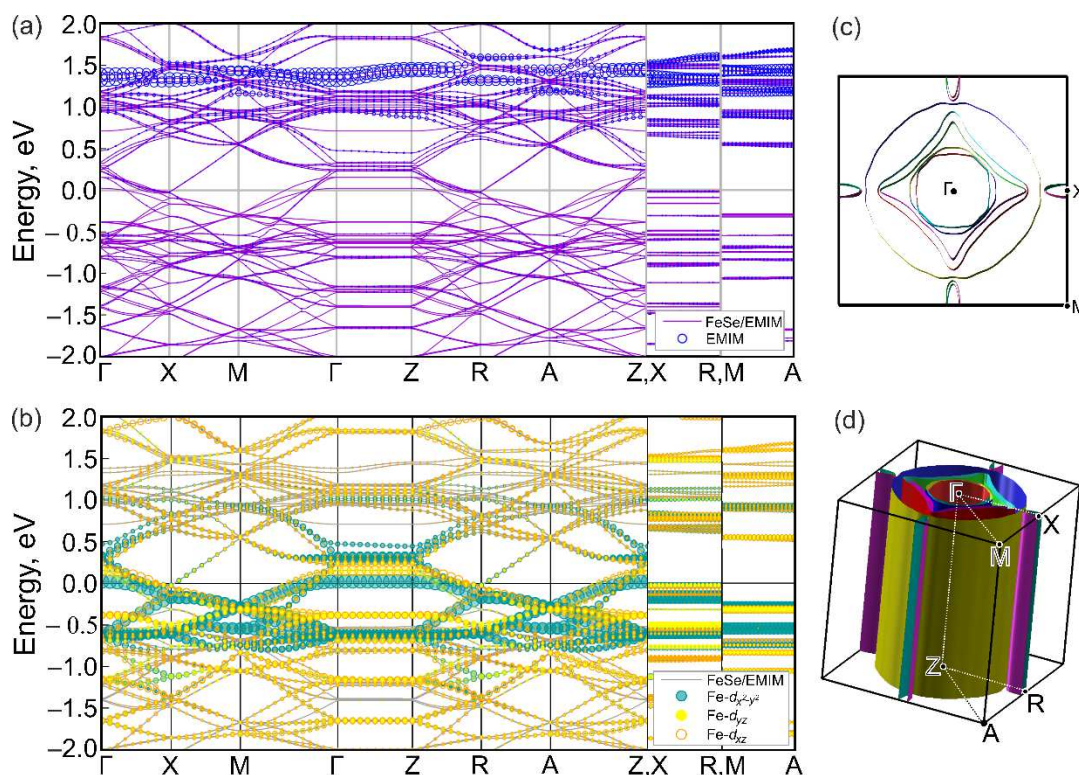 (a)
Energy, eV
2.0
1.5
1.0
0.5
0.0
–0.5
–1.0
–1.5
–2.0
Γ X M Γ Z R A Z,X R,M A
FeSe/EMIM
EMIM
(b)
Energy, eV
2.0
1.5
1.0
0.5
0.0
–0.5
–1.0
–1.5
–2.0
Γ X M Γ Z R A Z,X R,M A
FeSe/EMIM
Fe-dx²-y²
Fe-dyz
Fe-dxz
(c)
Γ
X
M
(d)
Γ
X
M
Z
R
A